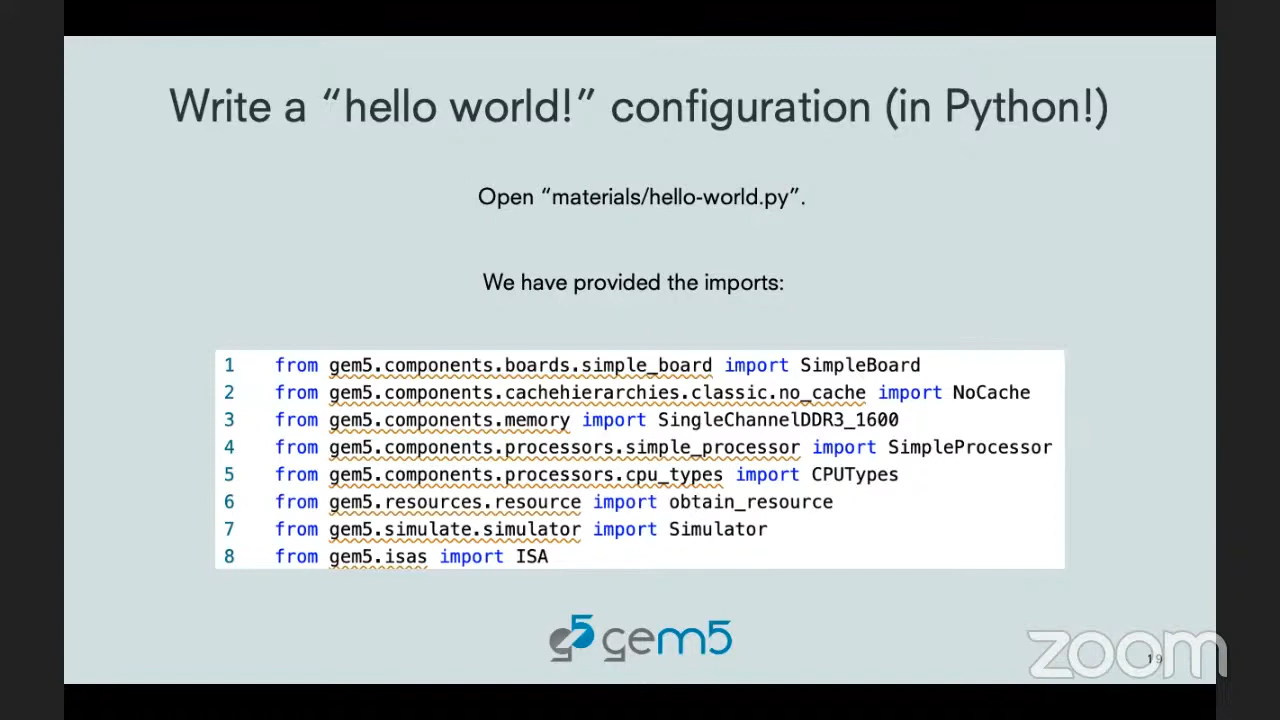 Write a “hello world!” configuration (in Python!)
Open “materials/hello-world.py”.
We have provided the imports:
1 from gem5.components.boards.simple_board import SimpleBoard
2 from gem5.components.cachehierarchies.classic.no_cache import NoCache
3 from gem5.components.memory import SingleChannelDDR3_1600
4 from gem5.components.processors.simple_processor import SimpleProcessor
5 from gem5.components.processors.cpu_types import CPUTypes
6 from gem5.resources.resource import obtain_resource
7 from gem5.simulate.simulator import Simulator
8 from gem5.isas import ISA
g5 gem5
zoom
19